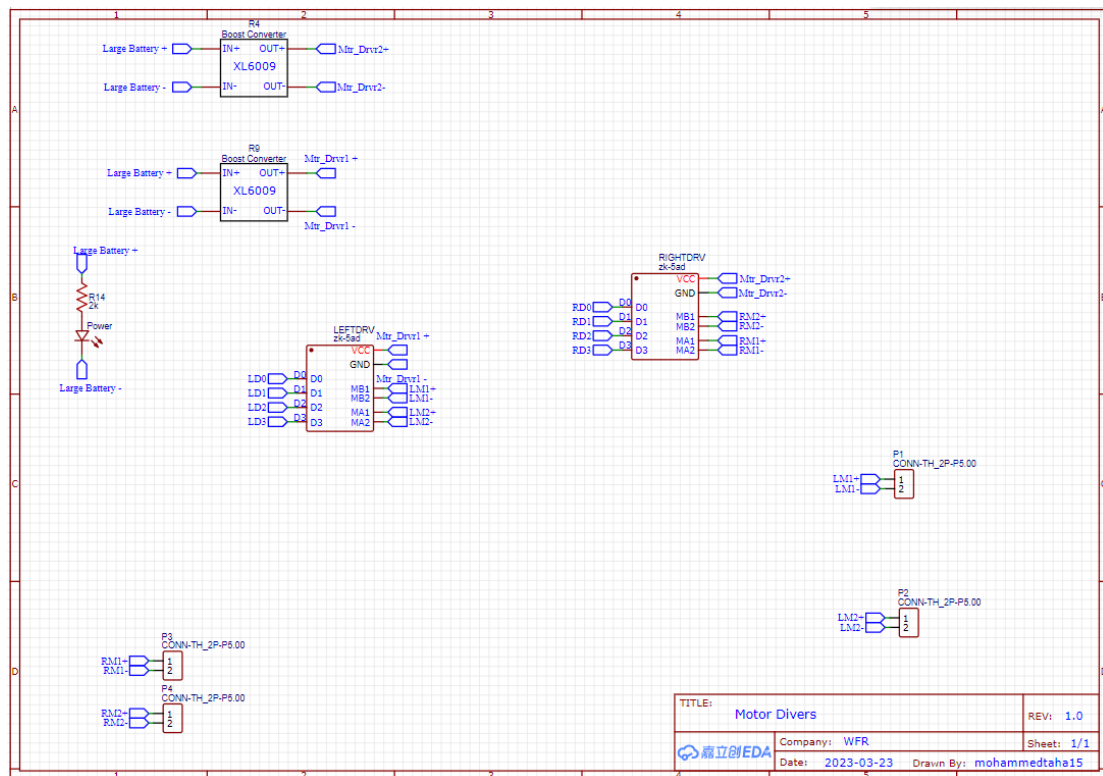 1 2 3 4 5
R4
Boost Converter
Large Battery + IN+ OUT+ Mtr_Drvr2+
XL6009
Large Battery - IN- OUT- Mtr_Drvr2-
A
R9
Boost Converter
Mtr_Drvr1 +
Large Battery + IN+ OUT+
XL6009
Large Battery - IN- OUT-
Mtr_Drvr1 -
Large Battery +
R14
2k
Power
Large Battery -
B
RIGHTDRV
zk-5ad
VCC Mtr_Drvr2+
GND Mtr_Drvr2-
RD0 D0 D0
RD1 D1 D1
RD2 D2 D2
RD3 D3 D3
MB1 RM2+
MB2 RM2-
MA1 RM1+
MA2 RM1-
LEFTDRV
zk-5ad
Mtr_Drvr1 +
VCC
GND
Mtr_Drvr1 -
LD0 D0 D0
LD1 D1 D1
LD2 D2 D2
LD3 D3 D3
MB1 LM1+
MB2 LM1-
MA1 LM2+
MA2 LM2-
C
P1
CONN-TH_2P-P5.00
LM1+ 1
LM1- 2
P2
CONN-TH_2P-P5.00
LM2+ 1
LM2- 2
P3
CONN-TH_2P-P5.00
RM1+ 1
RM1- 2
D
P4
CONN-TH_2P-P5.00
RM2+ 1
RM2- 2
TITLE:
Motor Divers
REV: 1.0
嘉立创EDA
Company: WFR
Sheet: 1/1
Date: 2023-03-23 Drawn By: mohammedtaha15
1 2 3 4 5